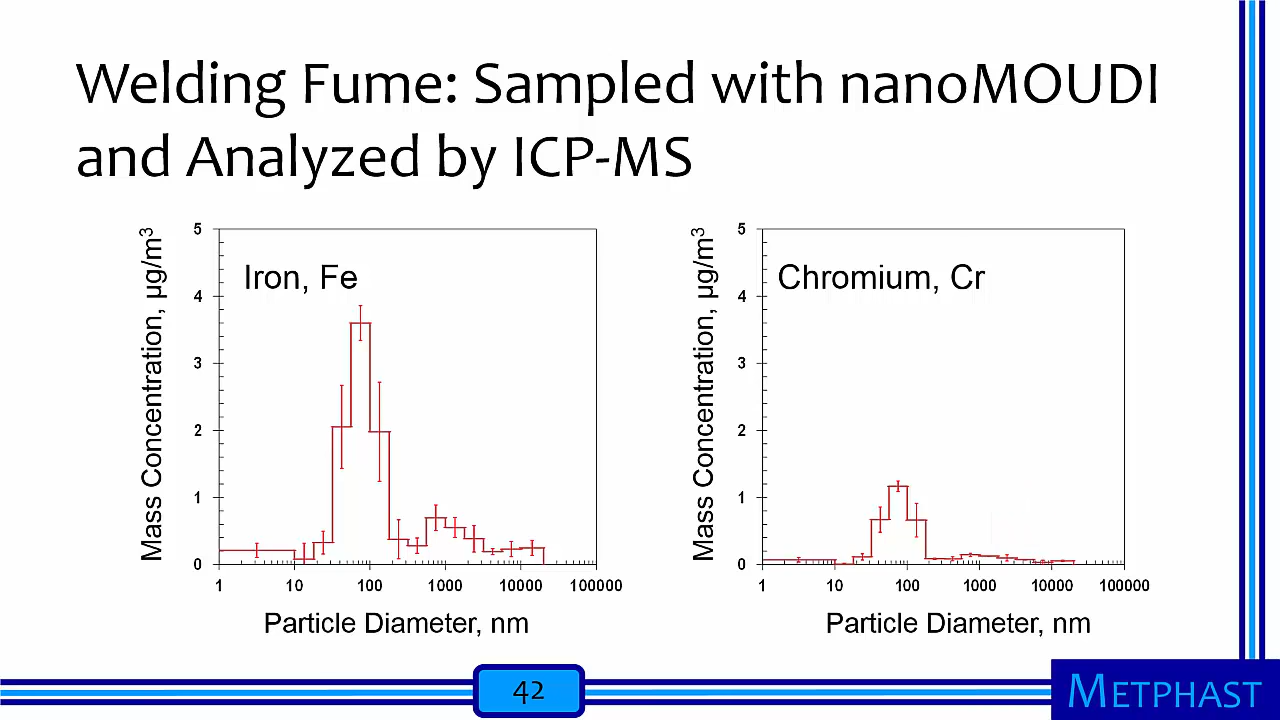 Welding Fume: Sampled with nanoMOUDI
and Analyzed by ICP-MS
Mass Concentration, µg/m³
5
4
3
2
1
0
Iron, Fe
1 10 100 1000 10000 100000
Particle Diameter, nm
Mass Concentration, µg/m³
5
4
3
2
1
0
Chromium, Cr
1 10 100 1000 10000 100000
Particle Diameter, nm
42
METPHAST